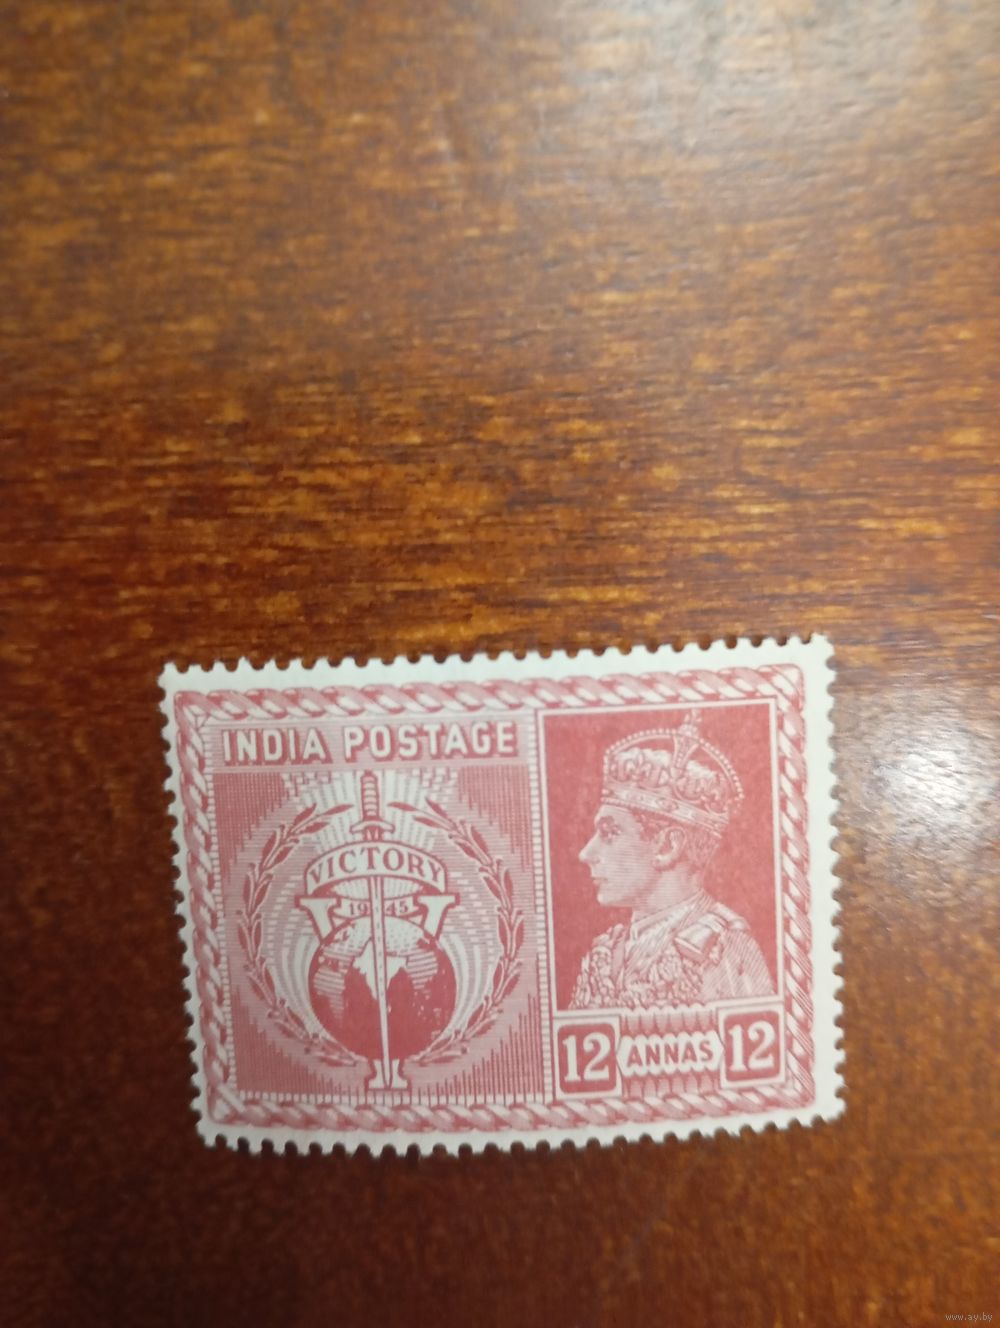 INDIA POSTAGE
VICTORY
1945
12 ANNAS 12
www.ay.by